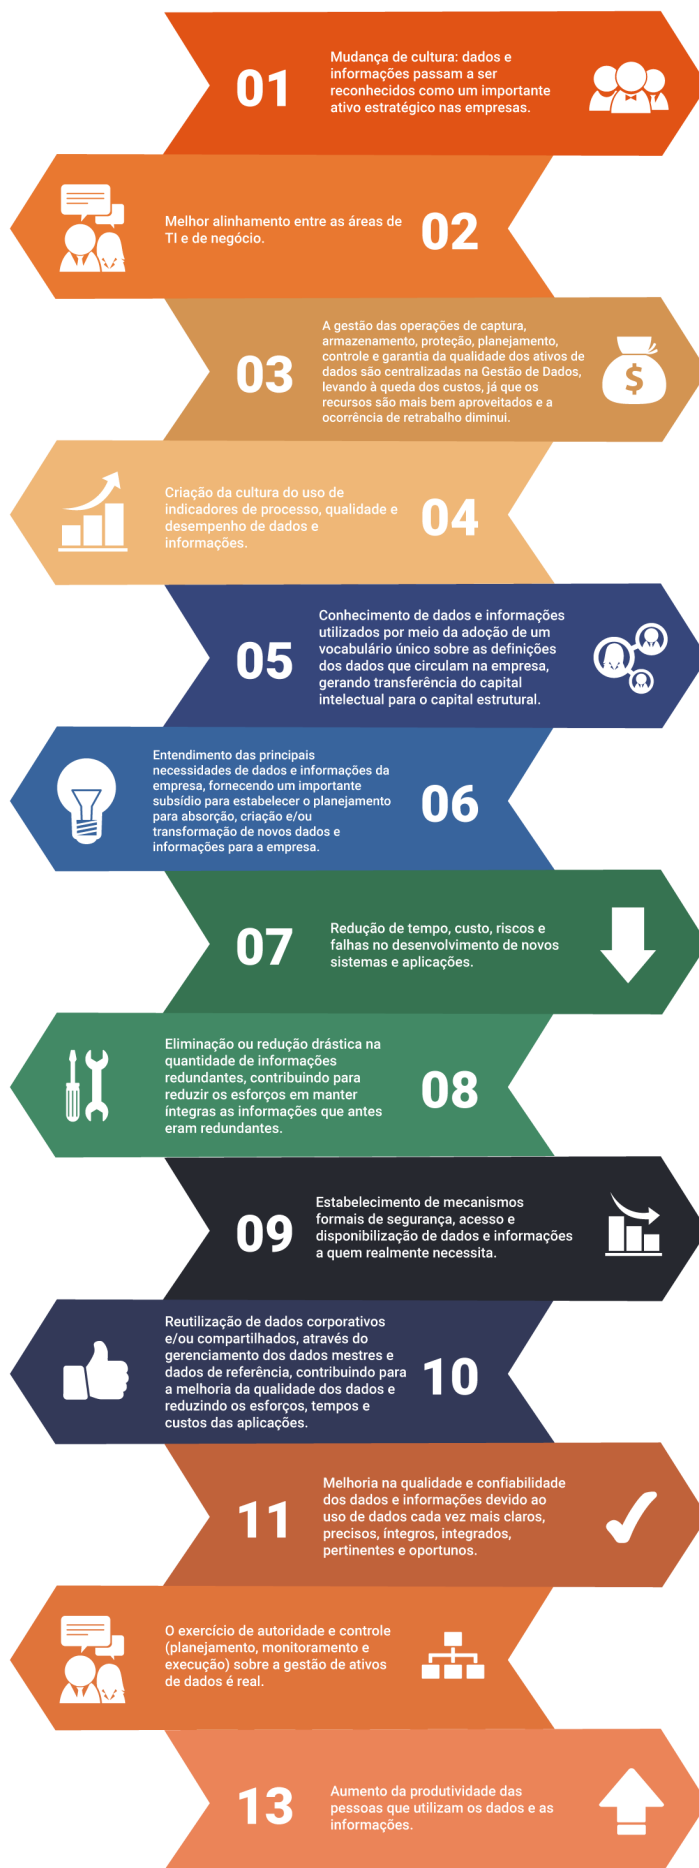 01
Mudança de cultura: dados e
informações passam a ser
reconhecidos como um importante
ativo estratégico nas empresas.
Melhor alinhamento entre as áreas de
TI e de negócio.
02
03
A gestão das operações de captura,
armazenamento, proteção, planejamento,
controle e garantia da qualidade dos ativos de
dados são centralizadas na Gestão de Dados,
levando à queda dos custos, já que os
recursos são mais bem aproveitados e a
ocorrência de retrabalho diminui.
$
Criação da cultura do uso de
indicadores de processo, qualidade e
desempenho de dados e
informações.
04
05
Conhecimento de dados e informações
utilizados por meio da adoção de um
vocabulário único sobre as definições
dos dados que circulam na empresa,
gerando transferência do capital
intelectual para o capital estrutural.
Entendimento das principais
necessidades de dados e informações da
empresa, fornecendo um importante
subsídio para estabelecer o planejamento
para absorção, criação e/ou
transformação de novos dados e
informações para a empresa.
06
07
Redução de tempo, custo, riscos e
falhas no desenvolvimento de novos
sistemas e aplicações.
Eliminação ou redução drástica na
quantidade de informações
redundantes, contribuindo para
reduzir os esforços em manter
íntegras as informações que antes
eram redundantes.
08
09
Estabelecimento de mecanismos
formais de segurança, acesso e
disponibilização de dados e informações
a quem realmente necessita.
Reutilização de dados corporativos
e/ou compartilhados, através do
gerenciamento dos dados mestres e
dados de referência, contribuindo para
a melhoria da qualidade dos dados e
reduzindo os esforços, tempos e
custos das aplicações.
10
11
Melhoria na qualidade e confiabilidade
dos dados e informações devido ao
uso de dados cada vez mais claros,
precisos, íntegros, integrados,
pertinentes e oportunos.
O exercício de autoridade e controle
(planejamento, monitoramento e
execução) sobre a gestão de ativos
de dados é real.
13
Aumento da produtividade das
pessoas que utilizam os dados e as
informações.